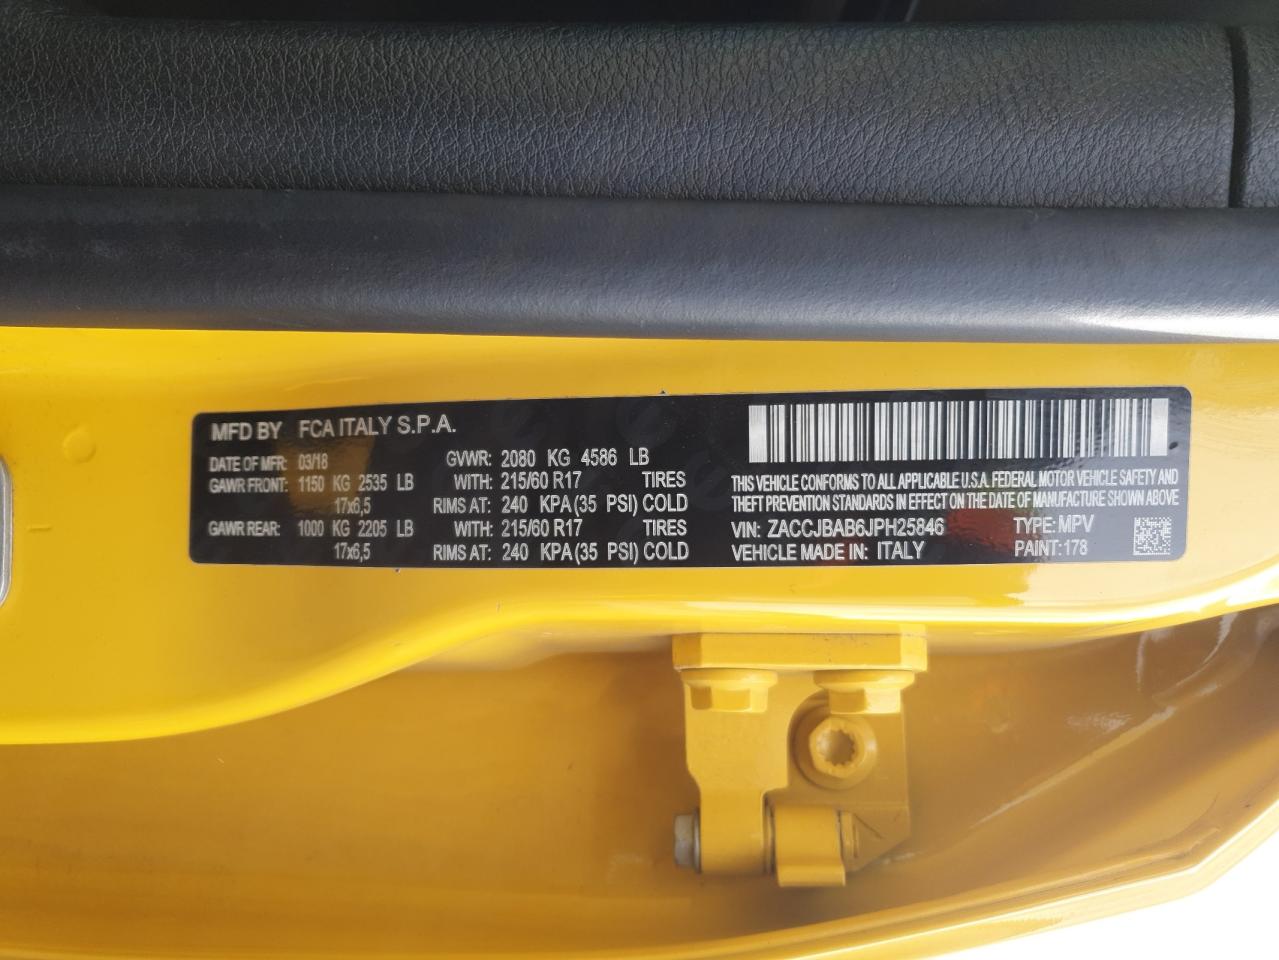 MFD BY FCA ITALY S.P.A.
DATE OF MFR: 03/18 GVWR: 2080 KG 4586 LB
GAWR FRONT: 1150 KG 2535 LB WITH: 215/60 R17 TIRES
17x6,5 RIMS AT: 240 KPA(35 PSI) COLD
GAWR REAR: 1000 KG 2205 LB WITH: 215/60 R17 TIRES
17x6,5 RIMS AT: 240 KPA(35 PSI) COLD
THIS VEHICLE CONFORMS TO ALL APPLICABLE U.S.A. FEDERAL MOTOR VEHICLE SAFETY AND
THEFT PREVENTION STANDARDS IN EFFECT ON THE DATE OF MANUFACTURE SHOWN ABOVE
VIN: ZACCJBAB6JPH25846 TYPE: MPV
VEHICLE MADE IN: ITALY PAINT: 178